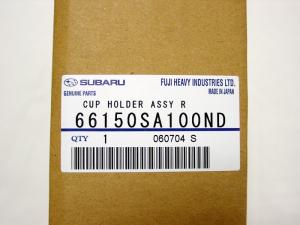 SUBARU FUJI HEAVY INDUSTRIES LTD.
GENUINE PARTS MADE IN JAPAN
CUP HOLDER ASSY R
66150SA100ND
QTY 1 060704 S